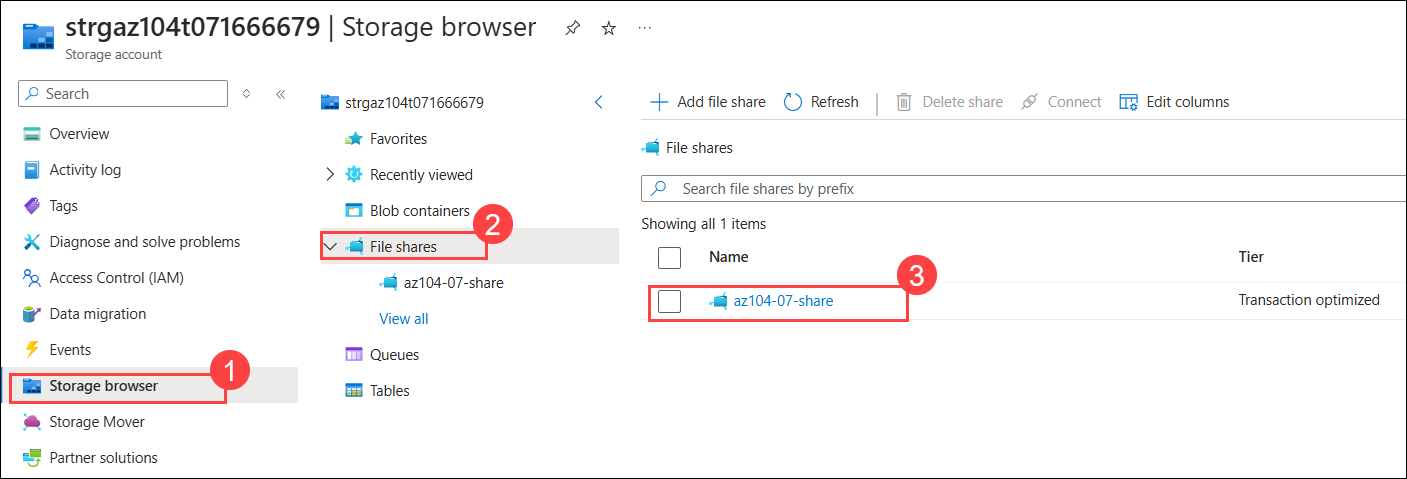 strgaz104t071666679 | Storage browser
Storage account
Search
Overview
Activity log
Tags
Diagnose and solve problems
Access Control (IAM)
Data migration
Events
Storage browser
1
Storage Mover
Partner solutions
strgaz104t071666679
Favorites
Recently viewed
Blob containers
File shares
2
az104-07-share
View all
Queues
Tables
Add file share
Refresh
Delete share
Connect
Edit columns
File shares
Search file shares by prefix
Showing all 1 items
Name Tier
3
az104-07-share Transaction optimized